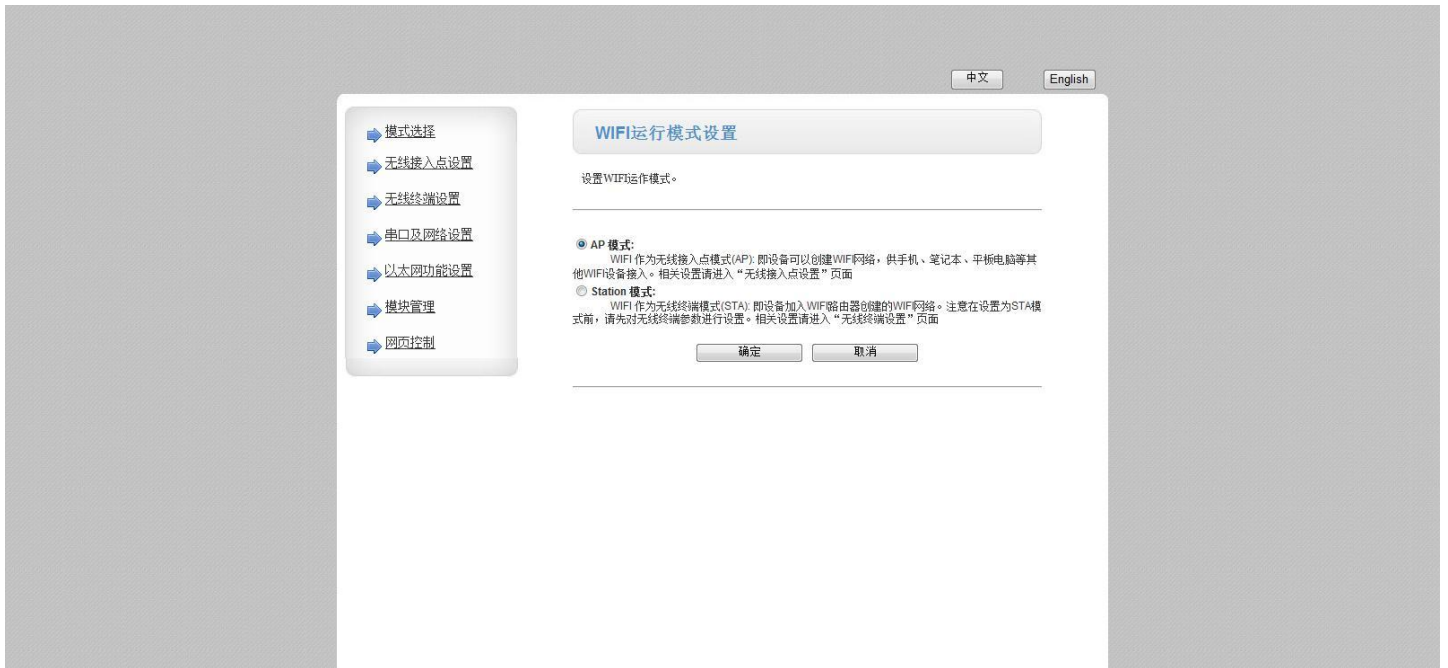 中文
English
模式选择
无线接入点设置
无线终端设置
串口及网络设置
以太网功能设置
模块管理
网页控制
WIFI运行模式设置
设置WIFI运作模式。
AP 模式:
WIFI 作为无线接入点模式(AP): 即设备可以创建WIFI网络，供手机、笔记本、平板电脑等其
他WIFI设备接入。相关设置请进入“无线接入点设置”页面
Station 模式:
WIFI 作为无线终端模式(STA): 即设备加入WIFI路由器创建的WIFI网络。注意在设置为STA模
式前，请先对无线终端参数进行设置。相关设置请进入“无线终端设置”页面
确定
取消